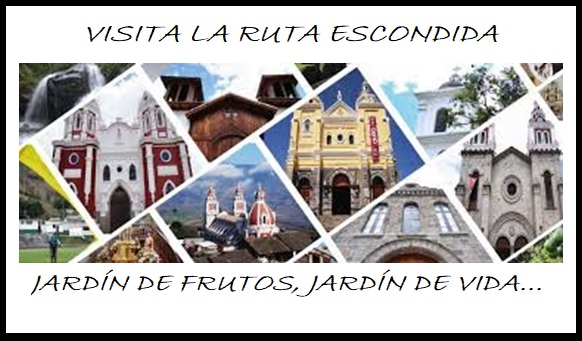 VISITA LA RUTA ESCONDIDA
JARDÍN DE FRUTOS, JARDÍN DE VIDA...